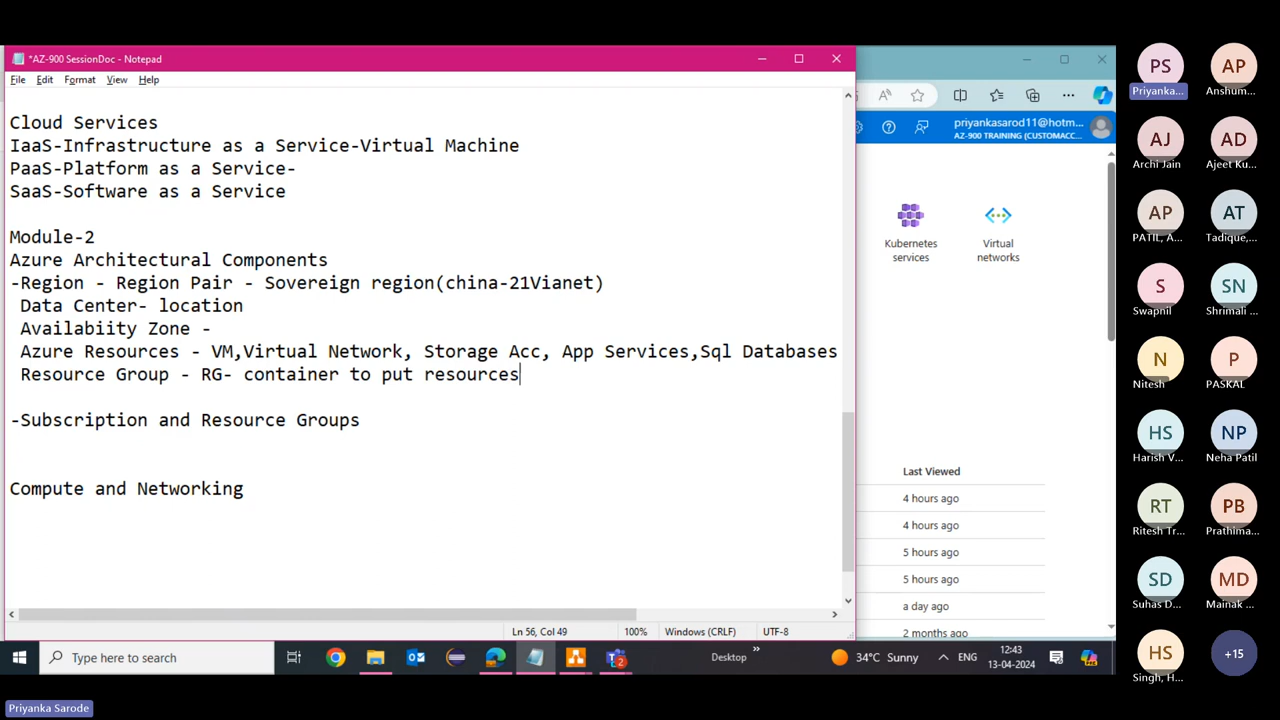 *AZ-900 SessionDoc - Notepad
File Edit Format View Help
Cloud Services
IaaS-Infrastructure as a Service-Virtual Machine
PaaS-Platform as a Service-
SaaS-Software as a Service
Module-2
Azure Architectural Components
-Region - Region Pair - Sovereign region(china-21Vianet)
Data Center- location
Availabiity Zone -
Azure Resources - VM,Virtual Network, Storage Acc, App Services,Sql Databases
Resource Group - RG- container to put resources
-Subscription and Resource Groups
Compute and Networking
Ln 56, Col 49 100% Windows (CRLF) UTF-8
priyankasarod11@hotm...
AZ-900 TRAINING (CUSTOMACC...
Kubernetes services
Virtual networks
Last Viewed
4 hours ago
4 hours ago
5 hours ago
5 hours ago
a day ago
2 months ago
Type here to search
Desktop
34°C Sunny
ENG
12:43
13-04-2024
Priyanka Sarode
PS
Priyanka...
AP
Anshum...
AJ
Archi Jain
AD
Ajeet Ku...
AP
PATIL, A...
AT
Tadique,...
S
Swapnil
SN
Shrimali ...
N
Nitesh
P
PASKAL
HS
Harish V...
NP
Neha Patil
RT
Ritesh Tr...
PB
Prathima...
SD
Suhas D...
MD
Mainak ...
HS
Singh, H...
+15